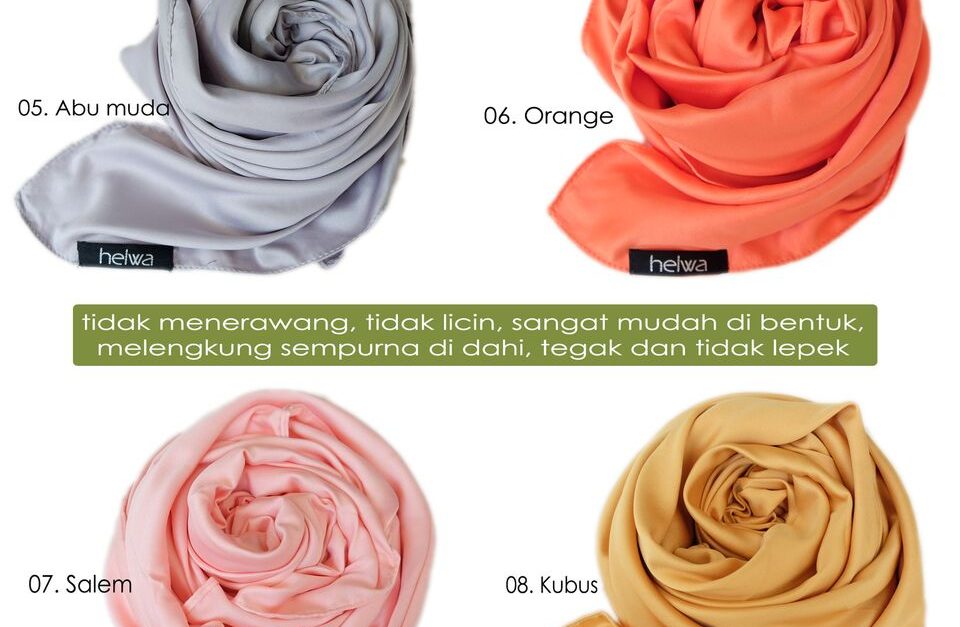 05. Abu muda
06. Orange
helwa
helwa
tidak menerawang, tidak licin, sangat mudah di bentuk,
melengkung sempurna di dahi, tegak dan tidak lepek
07. Salem
08. Kubus